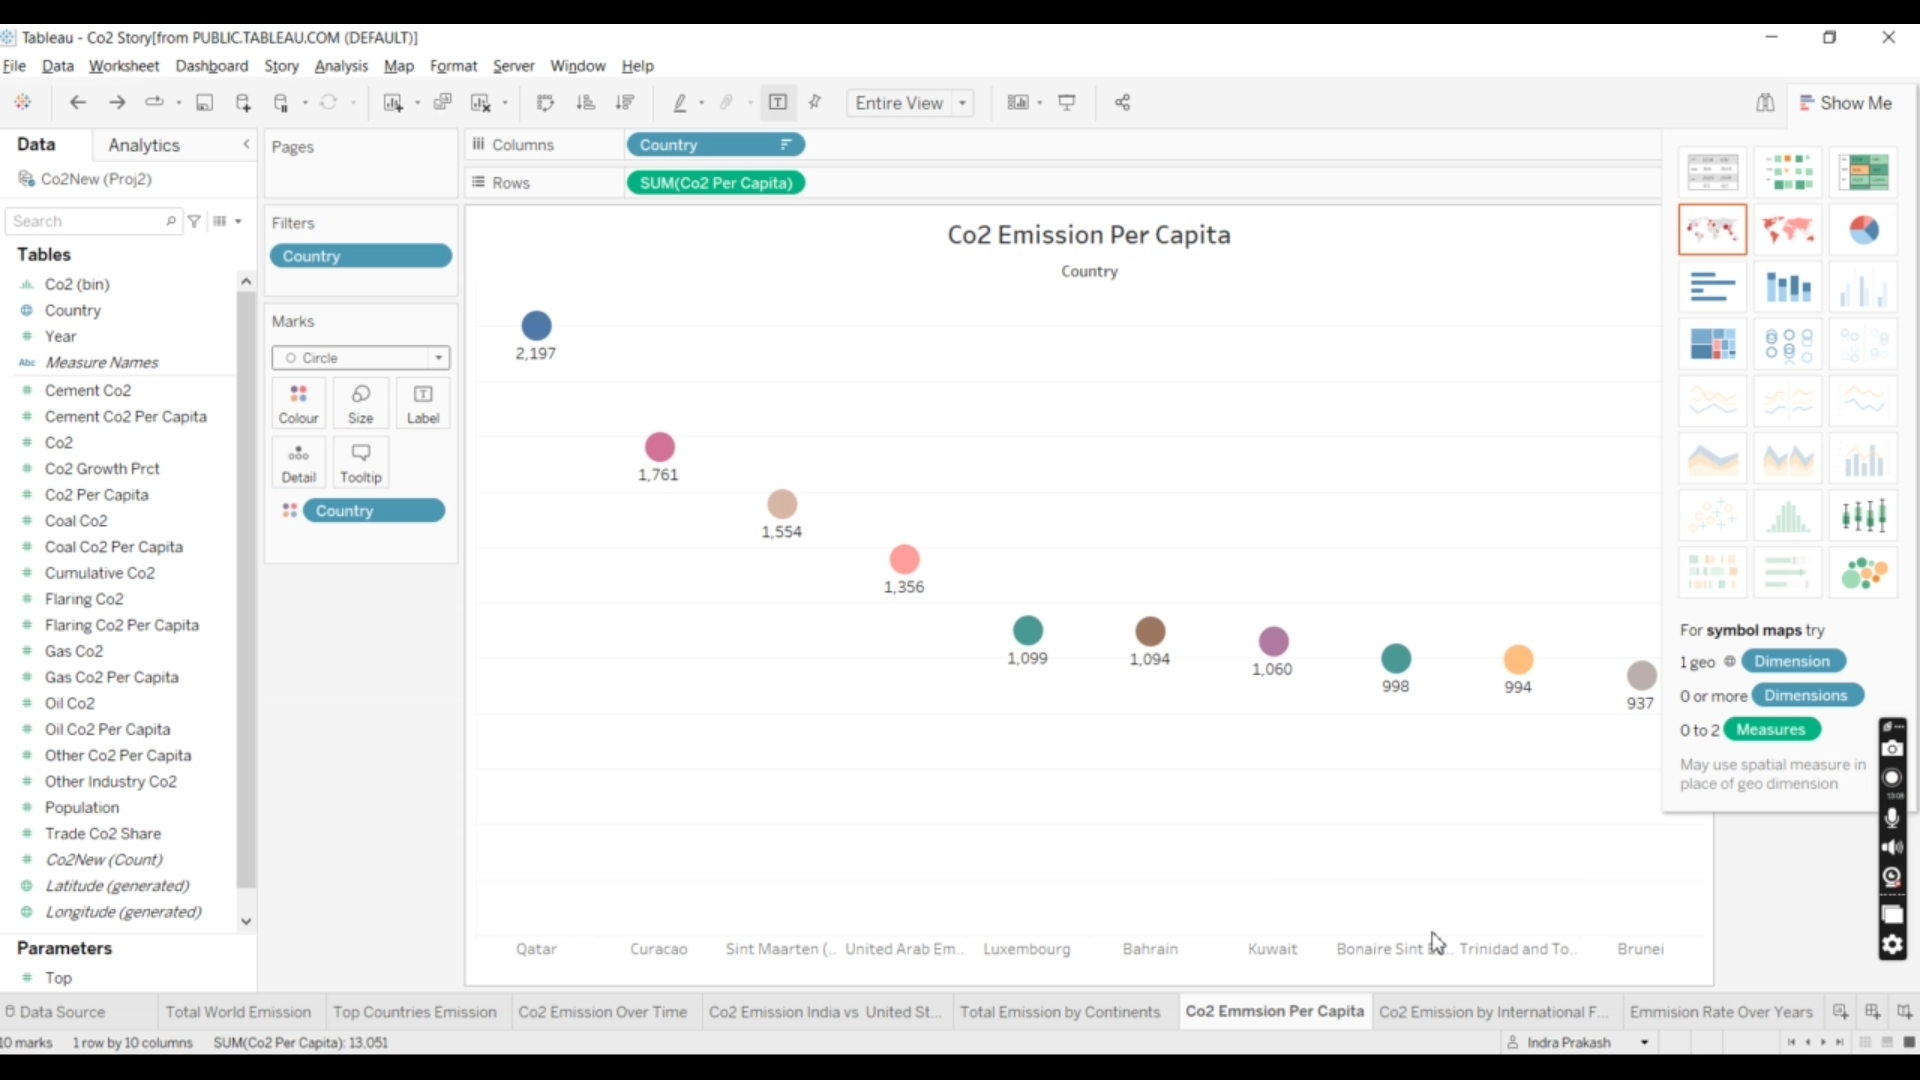 Tableau - Co2 Story[from PUBLIC.TABLEAU.COM (DEFAULT)]
File Data Worksheet Dashboard Story Analysis Map Format Server Window Help
Entire View
Show Me
Data Analytics
Co2New (Proj2)
Search
Tables
Co2 (bin)
Country
Year
Abc Measure Names
Cement Co2
Cement Co2 Per Capita
Co2
Co2 Growth Prct
Co2 Per Capita
Coal Co2
Coal Co2 Per Capita
Cumulative Co2
Flaring Co2
Flaring Co2 Per Capita
Gas Co2
Gas Co2 Per Capita
Oil Co2
Oil Co2 Per Capita
Other Co2 Per Capita
Other Industry Co2
Population
Trade Co2 Share
Co2New (Count)
Latitude (generated)
Longitude (generated)
Parameters
Top
Pages
Filters
Country
Marks
Circle
Colour Size Label
Detail Tooltip
Country
Columns Country
Rows SUM(Co2 Per Capita)
Co2 Emission Per Capita
Country
2,197
1,761
1,554
1,356
1,099
1,094
1,060
998
994
937
Qatar Curacao Sint Maarten (.. United Arab Em.. Luxembourg Bahrain Kuwait Bonaire Sint Trinidad and To.. Brunei
For symbol maps try
1 geo Dimension
0 or more Dimensions
0 to 2 Measures
May use spatial measure in
place of geo dimension
13:08
Data Source Total World Emission Top Countries Emission Co2 Emission Over Time Co2 Emission India vs United St... Total Emission by Continents Co2 Emmsion Per Capita Co2 Emission by International F... Emmision Rate Over Years
10 marks 1 row by 10 columns SUM(Co2 Per Capita): 13,051
Indra Prakash